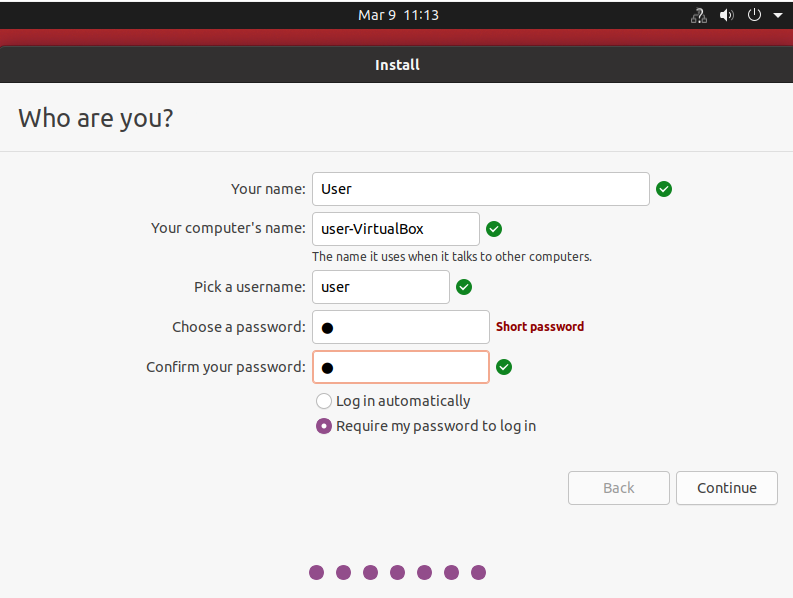 Mar 9 11:13
Install
Who are you?
Your name: User
Your computer's name: user-VirtualBox
The name it uses when it talks to other computers.
Pick a username: user
Choose a password: ● Short password
Confirm your password: ●
Log in automatically
Require my password to log in
Back Continue